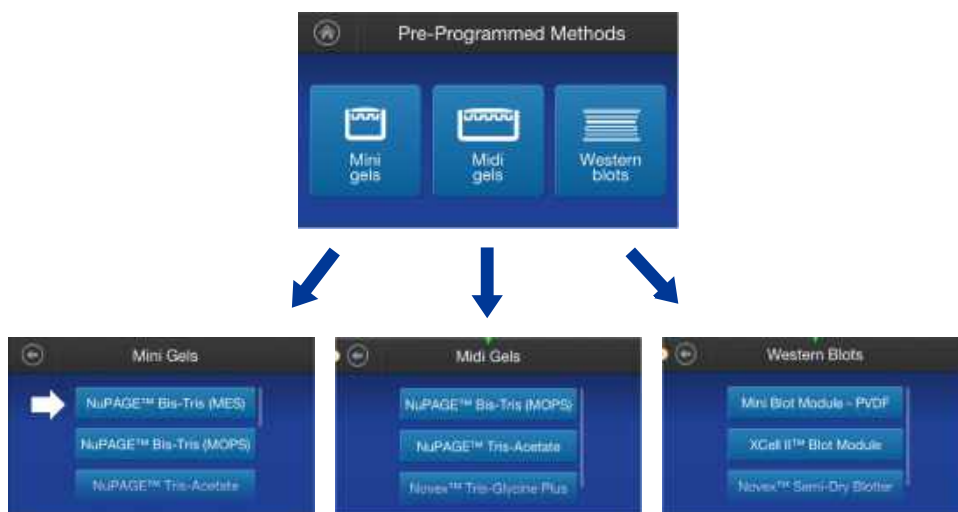 Pre-Programmed Methods
Mini
gels
Midi
gels
Western
blots
Mini Gels
NuPAGE™ Bis-Tris (MES)
NuPAGE™ Bis-Tris (MOPS)
NuPAGE™ Tris-Acetate
Midi Gels
NuPAGE™ Bis-Tris (MOPS)
NuPAGE™ Tris-Acetate
Novex™ Tris-Glycine Plus
Western Blots
Mini Blot Module - PVDF
XCell II™ Blot Module
Novex™ Semi-Dry Blotter